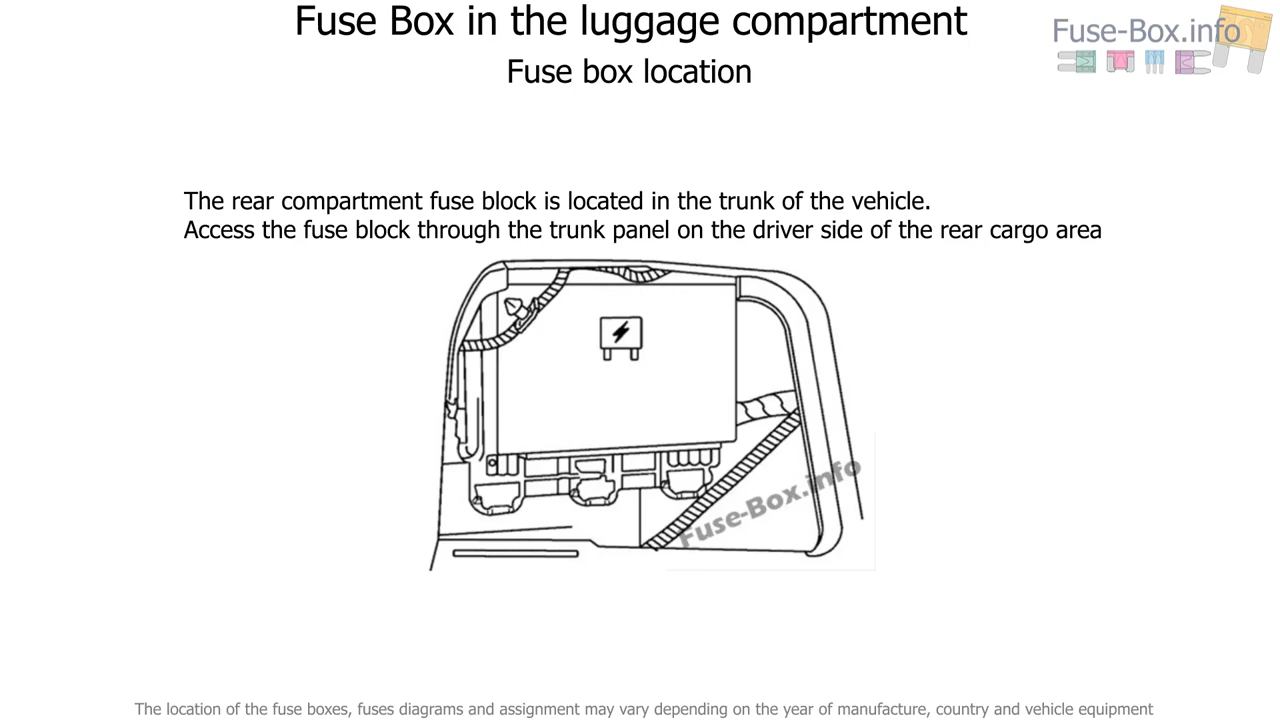 Fuse Box in the luggage compartment
Fuse-Box.info
Fuse box location
The rear compartment fuse block is located in the trunk of the vehicle.
Access the fuse block through the trunk panel on the driver side of the rear cargo area
Fuse-Box.info
The location of the fuse boxes, fuses diagrams and assignment may vary depending on the year of manufacture, country and vehicle equipment